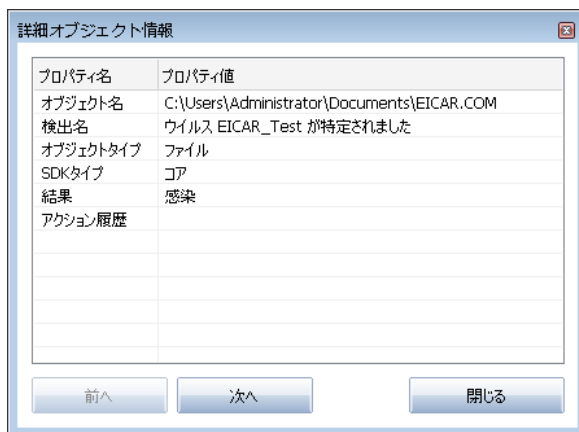 詳細オブジェクト情報
プロパティ名 プロパティ値
オブジェクト名 C:\Users\Administrator\Documents\EICAR.COM
検出名 ウイルス EICAR_Test が特定されました
オブジェクトタイプ ファイル
SDKタイプ コア
結果 感染
アクション履歴
前へ 次へ 閉じる